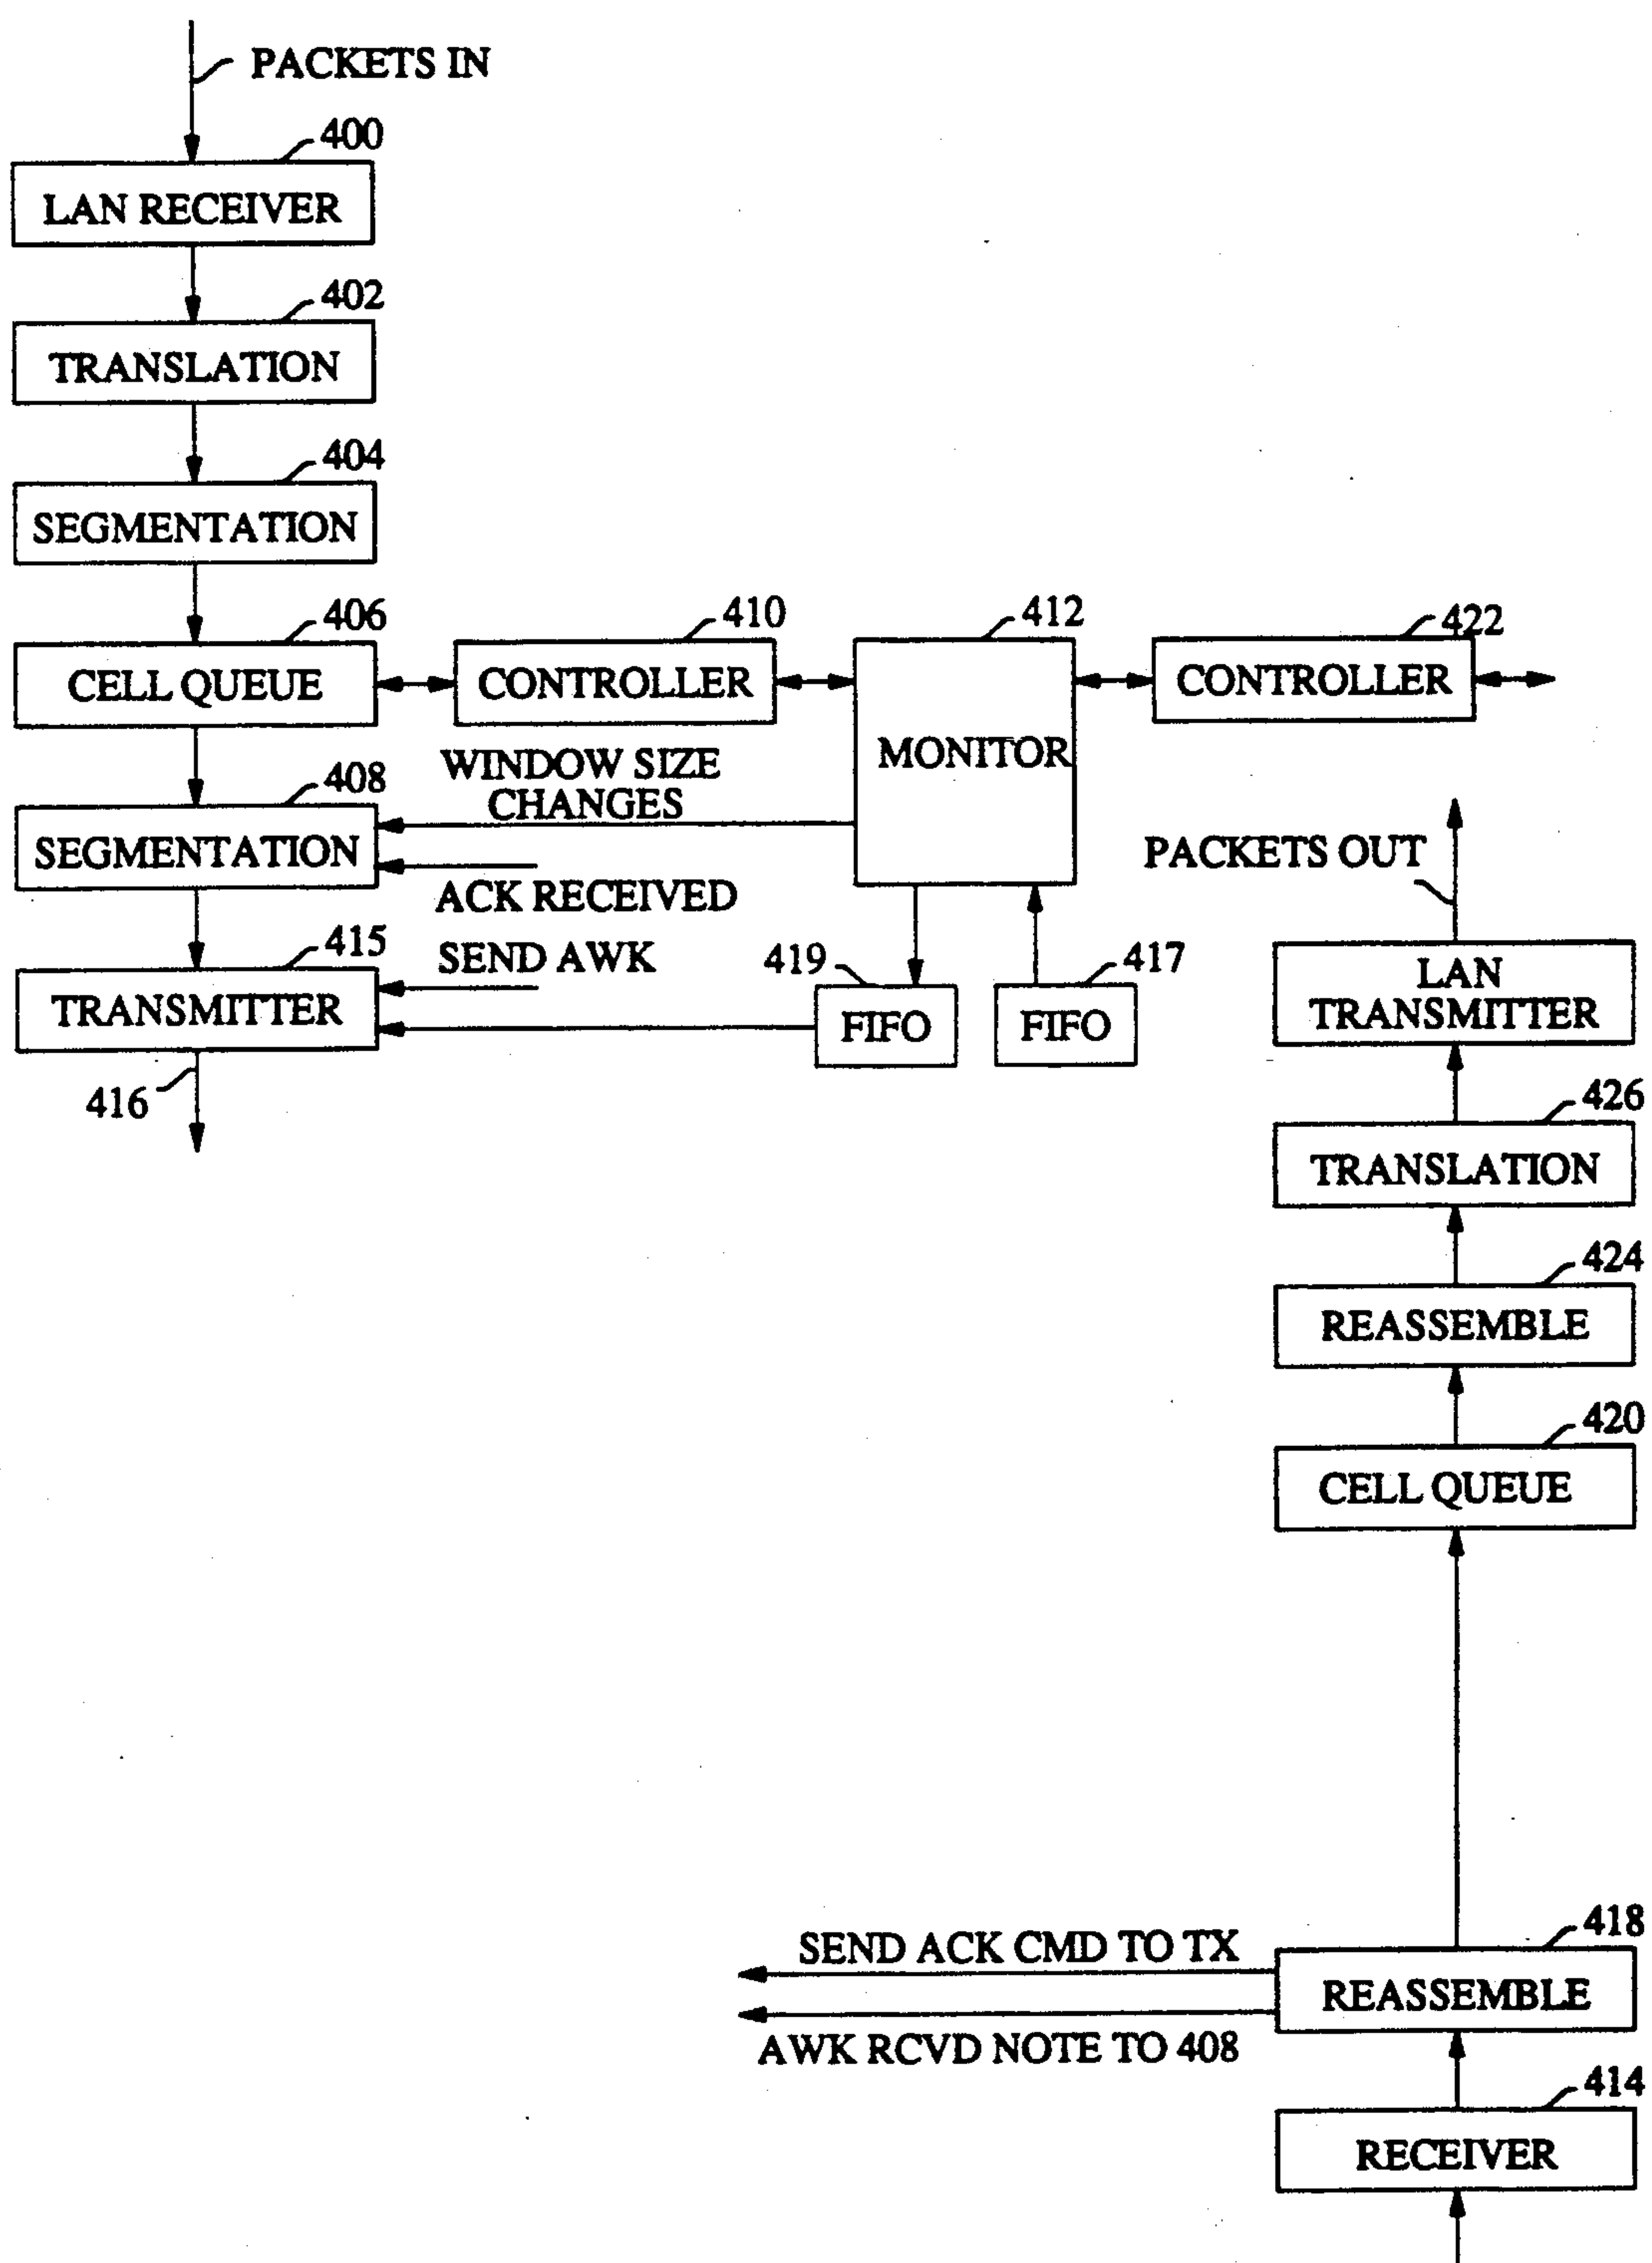 PACKETS IN
400
LAN RECEIVER
402
TRANSLATION
404
SEGMENTATION
406
CELL QUEUE
410
CONTROLLER
412
MONITOR
422
CONTROLLER
WINDOW SIZE
CHANGES
408
SEGMENTATION
ACK RECEIVED
SEND AWK
415
TRANSMITTER
416
419
FIFO
417
FIFO
PACKETS OUT
LAN
TRANSMITTER
426
TRANSLATION
424
REASSEMBLE
420
CELL QUEUE
418
SEND ACK CMD TO TX
REASSEMBLE
AWK RCVD NOTE TO 408
414
RECEIVER